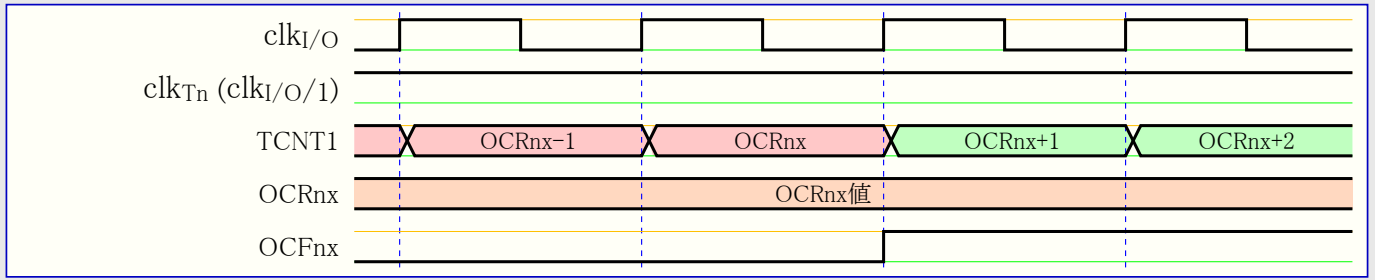 clkI/O
clkTn (clkI/O/1)
TCNT1 OCRnx-1 OCRnx OCRnx+1 OCRnx+2
OCRnx OCRnx値
OCFnx